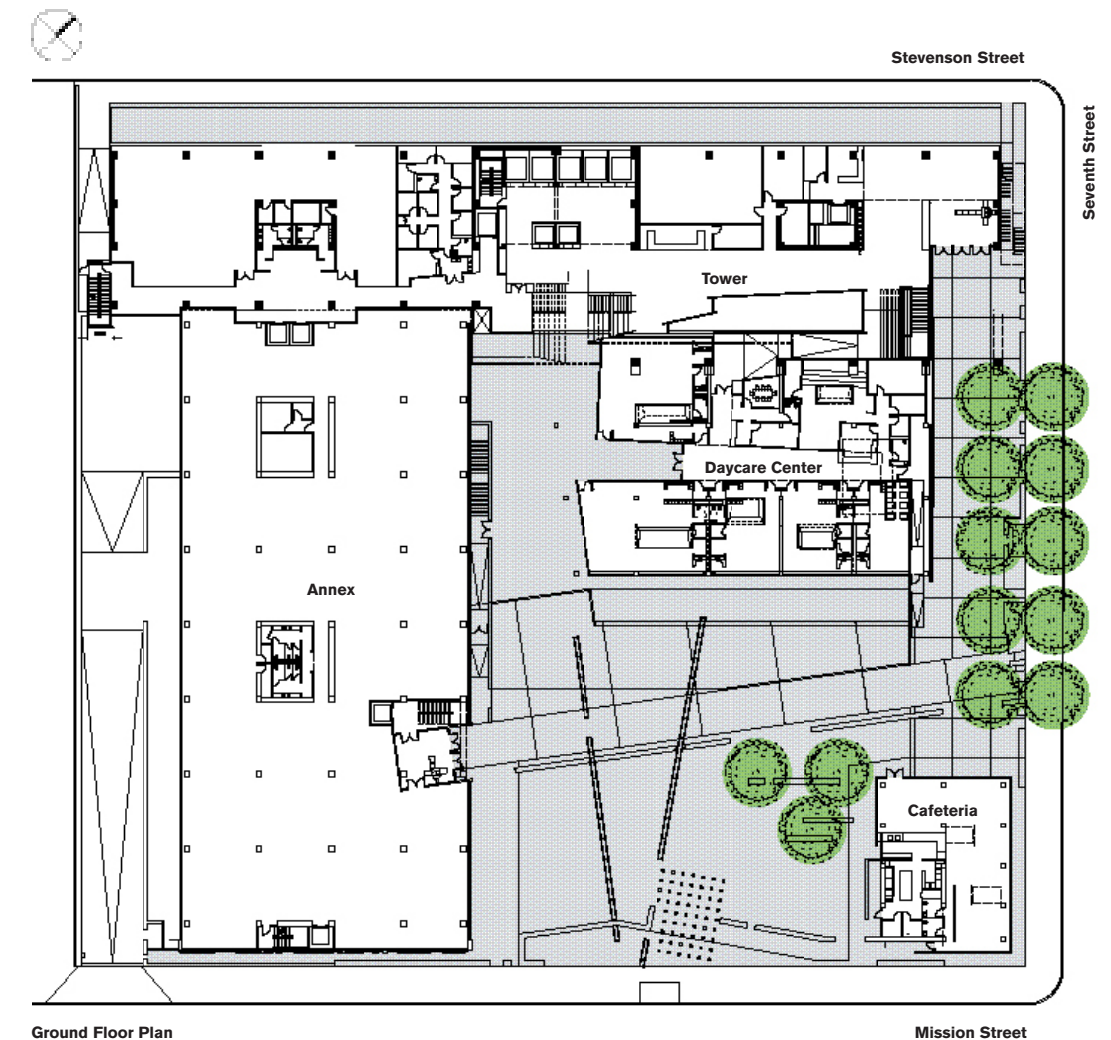 Stevenson Street
Seventh Street
Tower
Daycare Center
Annex
Cafeteria
Ground Floor Plan
Mission Street